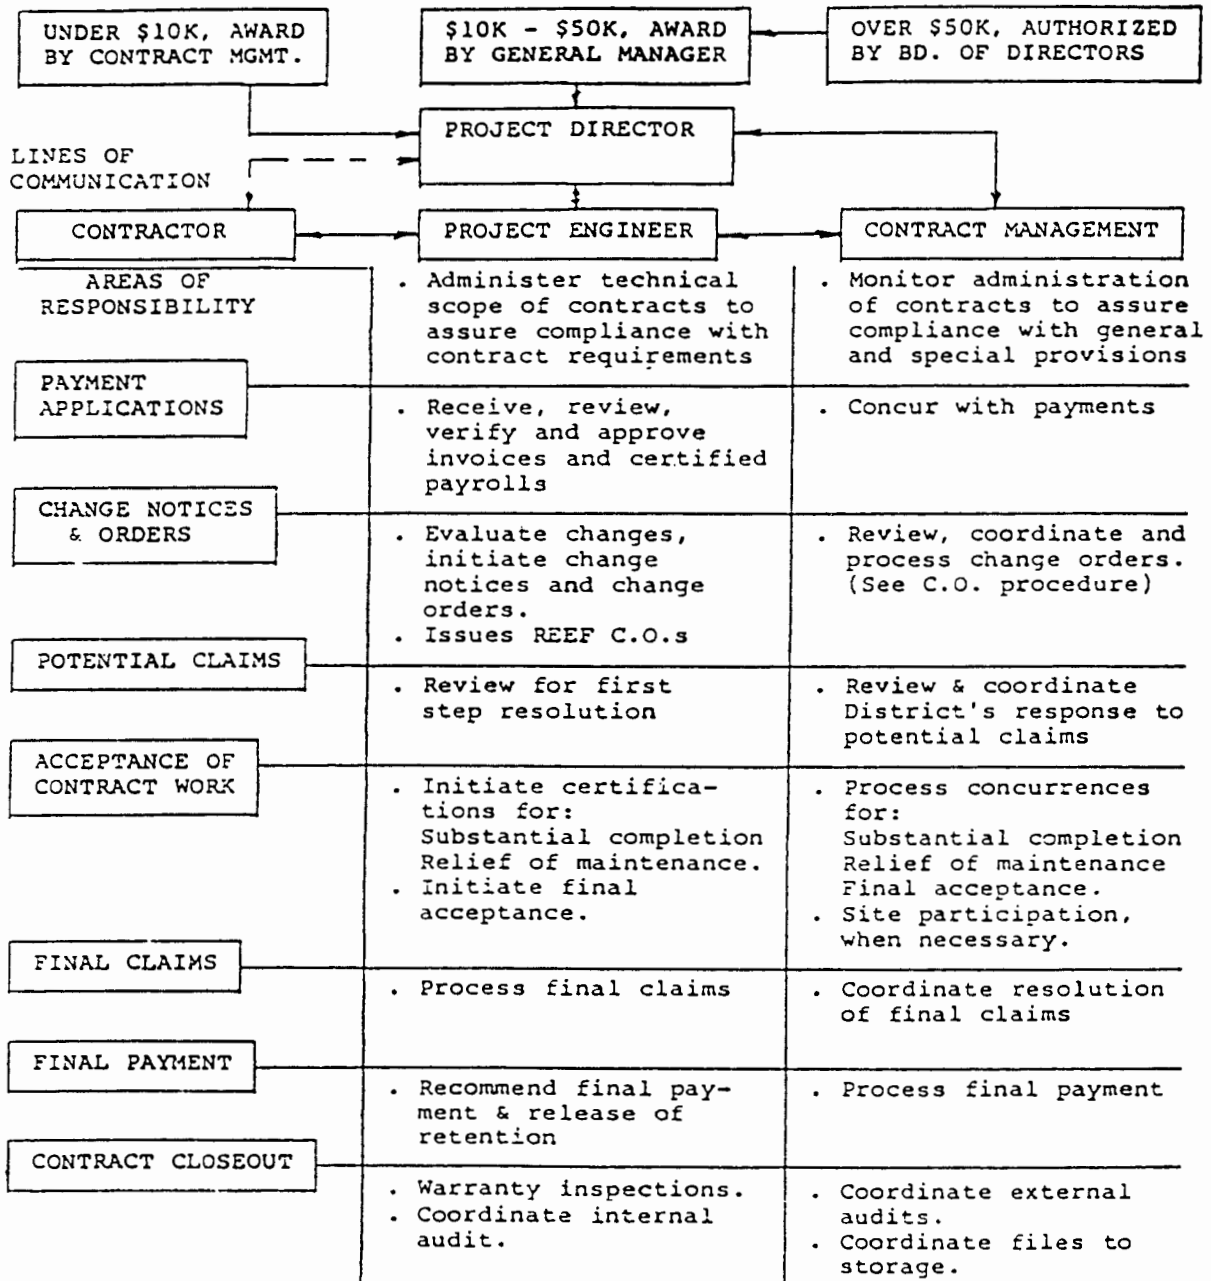 UNDER $10K, AWARD
BY CONTRACT MGMT.
$10K - $50K, AWARD
BY GENERAL MANAGER
OVER $50K, AUTHORIZED
BY BD. OF DIRECTORS
PROJECT DIRECTOR
LINES OF
COMMUNICATION
CONTRACTOR
PROJECT ENGINEER
CONTRACT MANAGEMENT
AREAS OF
RESPONSIBILITY
. Administer technical
scope of contracts to
assure compliance with
contract requirements
. Monitor administration
of contracts to assure
compliance with general
and special provisions
PAYMENT
APPLICATIONS
. Receive, review,
verify and approve
invoices and certified
payrolls
. Concur with payments
CHANGE NOTICES
& ORDERS
. Evaluate changes,
initiate change
notices and change
orders.
. Issues REEF C.O.s
. Review, coordinate and
process change orders.
(See C.O. procedure)
POTENTIAL CLAIMS
. Review for first
step resolution
. Review & coordinate
District's response to
potential claims
ACCEPTANCE OF
CONTRACT WORK
. Initiate certifica-
tions for:
Substantial completion
Relief of maintenance.
. Initiate final
acceptance.
. Process concurrences
for:
Substantial completion
Relief of maintenance
Final acceptance.
. Site participation,
when necessary.
FINAL CLAIMS
. Process final claims
. Coordinate resolution
of final claims
FINAL PAYMENT
. Recommend final pay-
ment & release of
retention
. Process final payment
CONTRACT CLOSEOUT
. Warranty inspections.
. Coordinate internal
audit.
. Coordinate external
audits.
. Coordinate files to
storage.